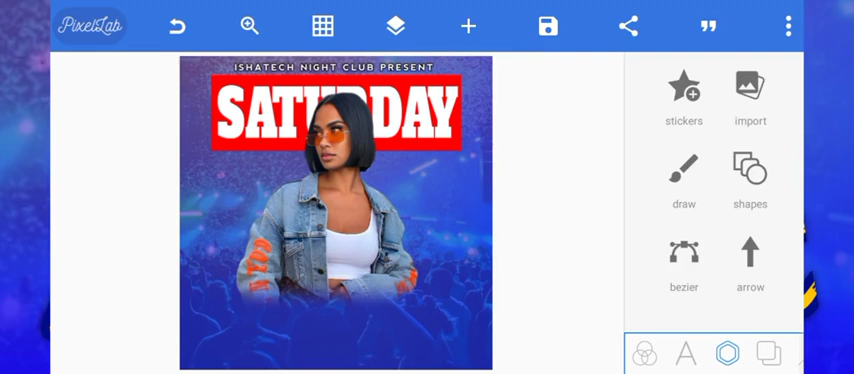 PixelLab
ISHATECH NIGHT CLUB PRESENT
SATURDAY
stickers import
draw shapes
bezier arrow